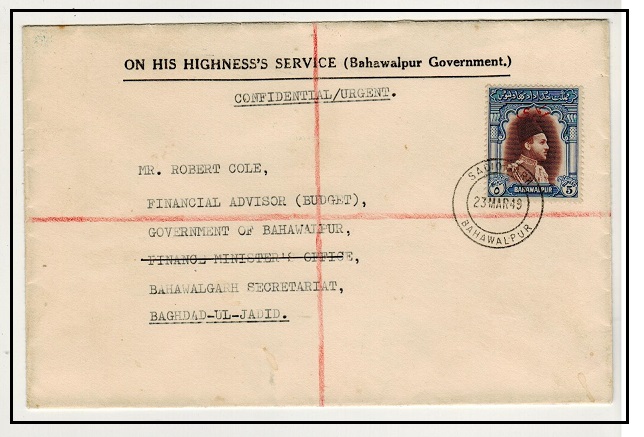 ON HIS HIGHNESS'S SERVICE (Bahawalpur Government.)
CONFIDENTIAL/URGENT.
MR. ROBERT COLE,
FINANCIAL ADVISOR (BUDGET),
GOVERNMENT OF BAHAWALPUR,
FINANCE MINISTER'S OFFICE,
BAHAWALGARH SECRETARIAT,
BAGHDAD-UL-JADID.
BAHAWALPUR
5
23 MAR 49
BAHAWALPUR